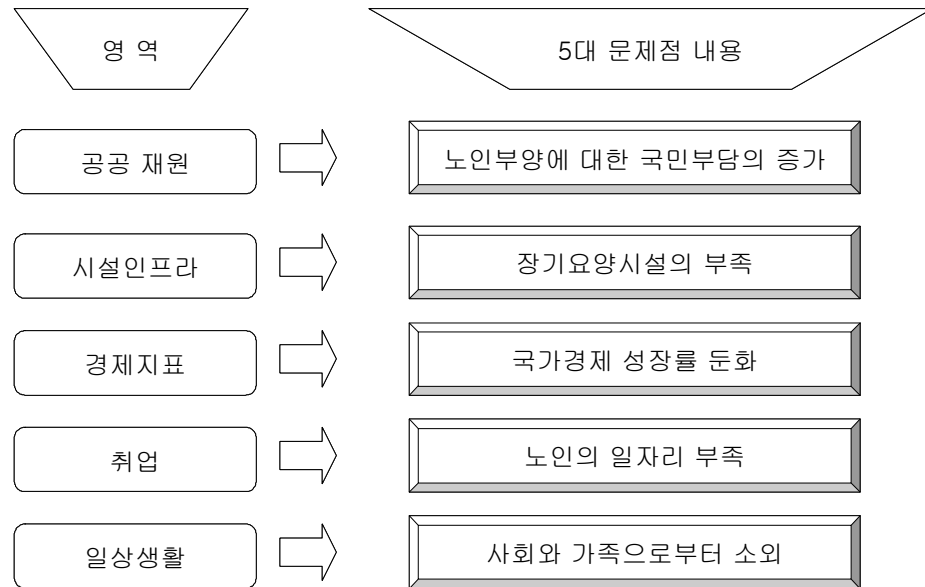 영 역
5대 문제점 내용
공공 재원
노인부양에 대한 국민부담의 증가
시설인프라
장기요양시설의 부족
경제지표
국가경제 성장률 둔화
취업
노인의 일자리 부족
일상생활
사회와 가족으로부터 소외